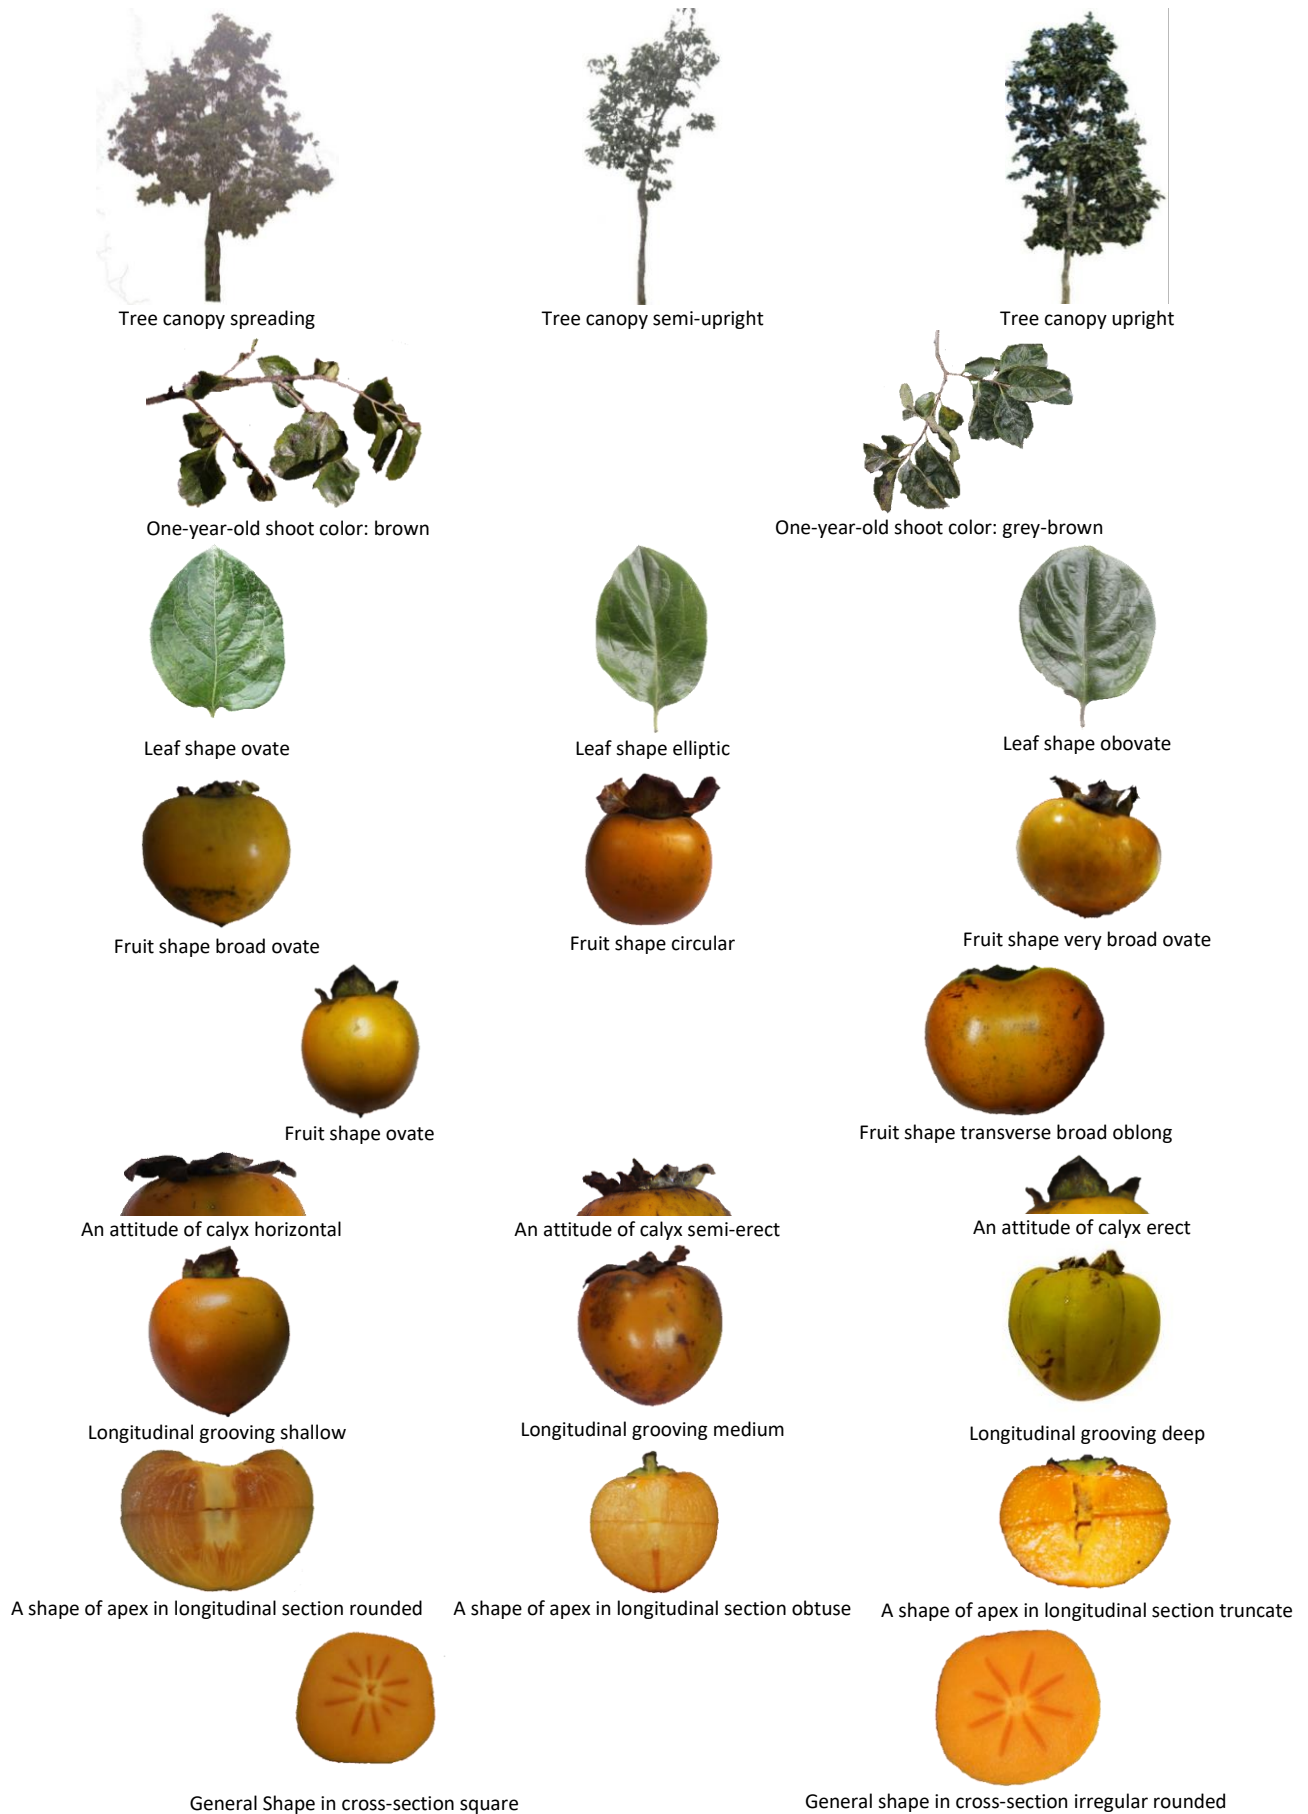 Tree canopy spreading
Tree canopy semi-upright
Tree canopy upright
One-year-old shoot color: brown
One-year-old shoot color: grey-brown
Leaf shape ovate
Leaf shape elliptic
Leaf shape obovate
Fruit shape broad ovate
Fruit shape circular
Fruit shape very broad ovate
Fruit shape ovate
Fruit shape transverse broad oblong
An attitude of calyx horizontal
An attitude of calyx semi-erect
An attitude of calyx erect
Longitudinal grooving shallow
Longitudinal grooving medium
Longitudinal grooving deep
A shape of apex in longitudinal section rounded
A shape of apex in longitudinal section obtuse
A shape of apex in longitudinal section truncate
General Shape in cross-section square
General shape in cross-section irregular rounded